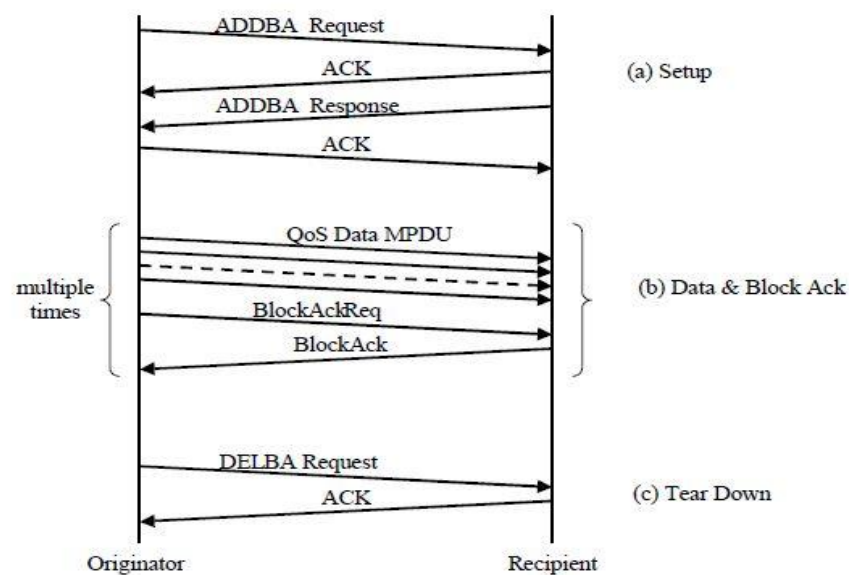 ADDBA Request
ACK
(a) Setup
ADDBA Response
ACK
QoS Data MPDU
multiple
times
(b) Data & Block Ack
BlockAckReq
BlockAck
DELBA Request
ACK
(c) Tear Down
Originator
Recipient